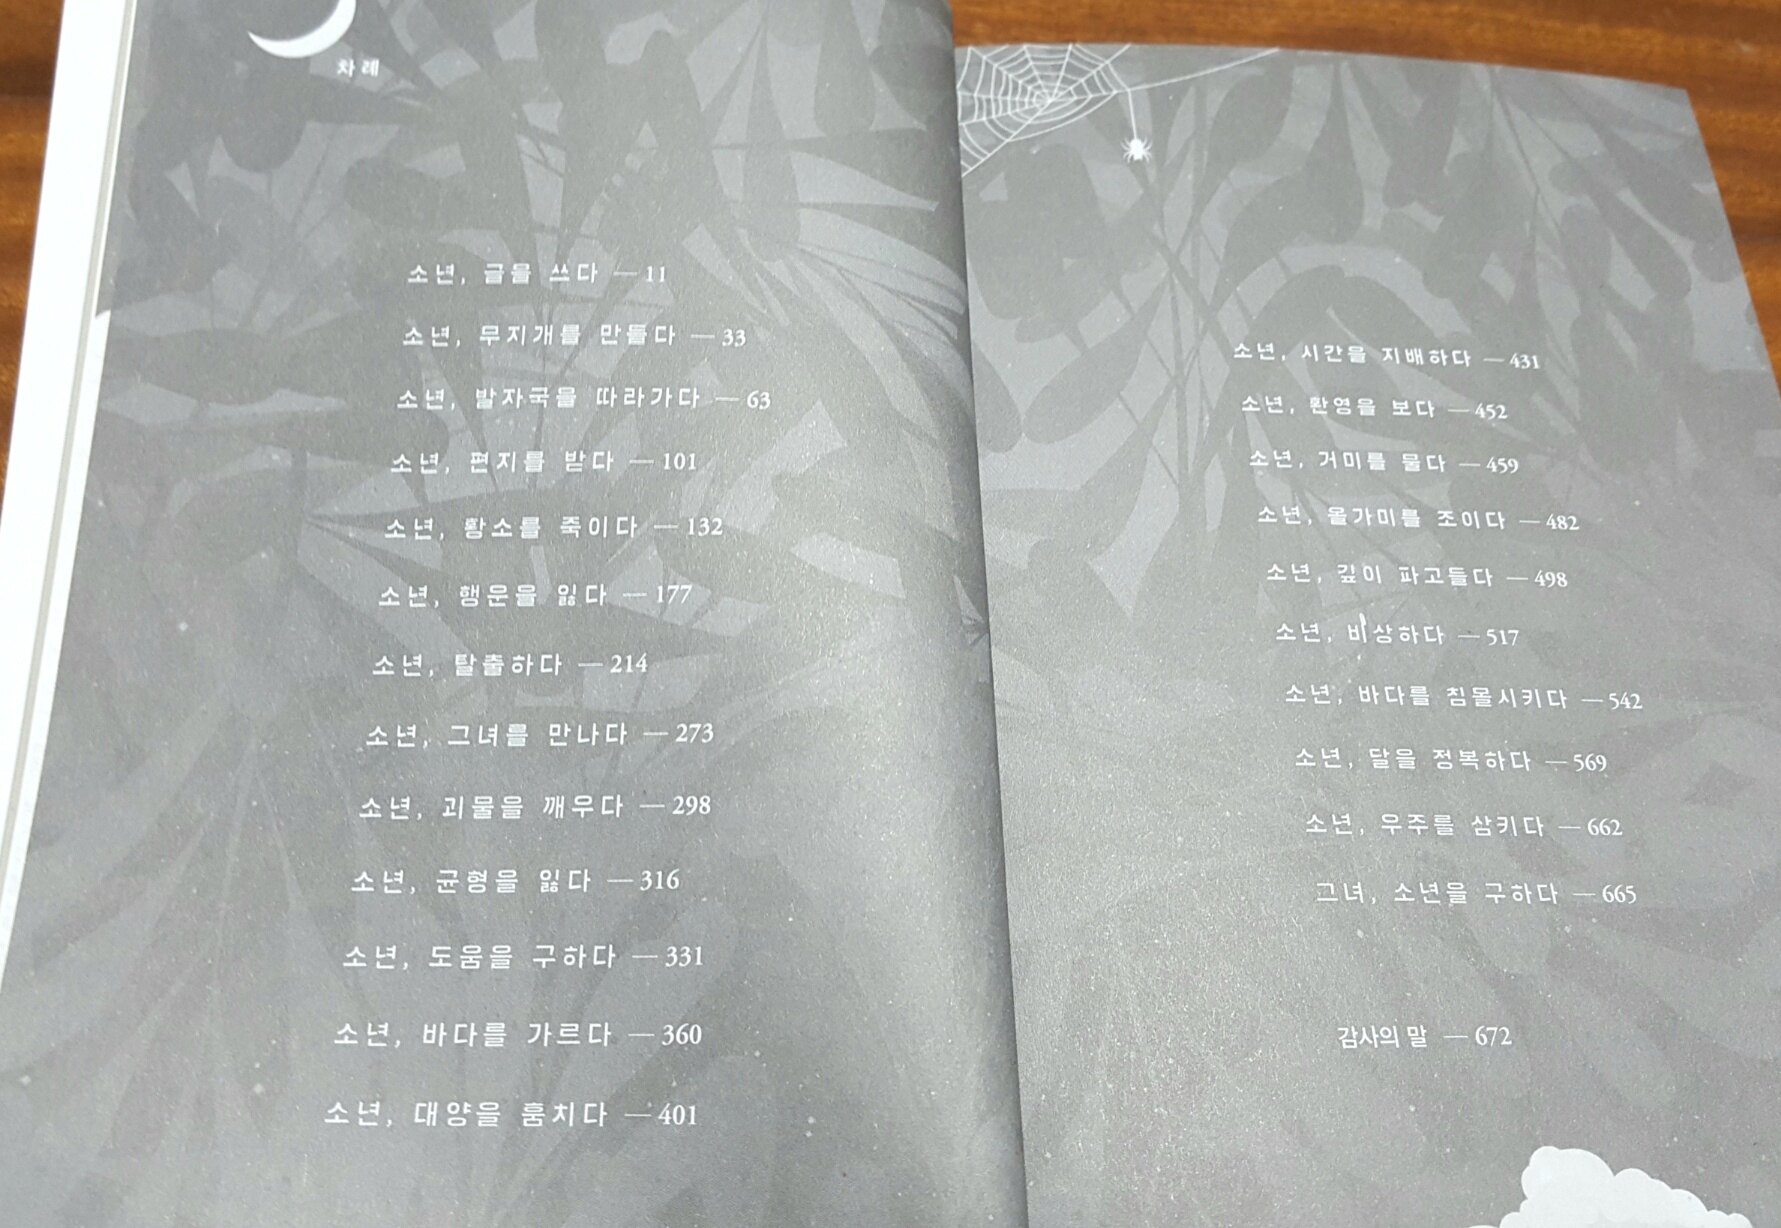 차례
소년, 글을 쓰다 — 11
소년, 무지개를 만들다 — 33
소년, 발자국을 따라가다 — 63
소년, 편지를 받다 — 101
소년, 황소를 죽이다 — 132
소년, 행운을 잃다 — 177
소년, 탈출하다 — 214
소년, 그녀를 만나다 — 273
소년, 괴물을 깨우다 — 298
소년, 균형을 잃다 — 316
소년, 도움을 구하다 — 331
소년, 바다를 가르다 — 360
소년, 대양을 훔치다 — 401
소년, 시간을 지배하다 — 431
소년, 환영을 보다 — 452
소년, 거미를 물다 — 459
소년, 올가미를 조이다 — 482
소년, 깊이 파고들다 — 498
소년, 비상하다 — 517
소년, 바다를 침몰시키다 — 542
소년, 달을 정복하다 — 569
소년, 우주를 삼키다 — 662
그녀, 소년을 구하다 — 665
감사의 말 — 672